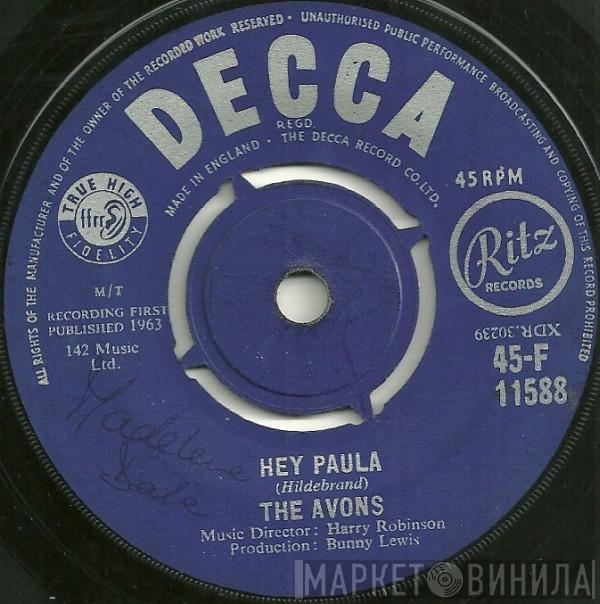 ALL RIGHTS OF THE MANUFACTURER AND OF THE OWNER OF THE RECORDED WORK RESERVED · UNAUTHORISED PUBLIC PERFORMANCE BROADCASTING AND COPYING OF THIS RECORD PROHIBITED
DECCA
REGD.
MADE IN ENGLAND · THE DECCA RECORD CO. LTD.
TRUE HIGH
ffrr
FIDELITY
45 RPM
Ritz
RECORDS
M/T
RECORDING FIRST
PUBLISHED 1963
142 Music
Ltd.
XDR.30239
45-F
11588
Madeleine
Dale
HEY PAULA
(Hildebrand)
THE AVONS
Music Director: Harry Robinson
Production: Bunny Lewis
МАРКЕТ ВИНИЛА!